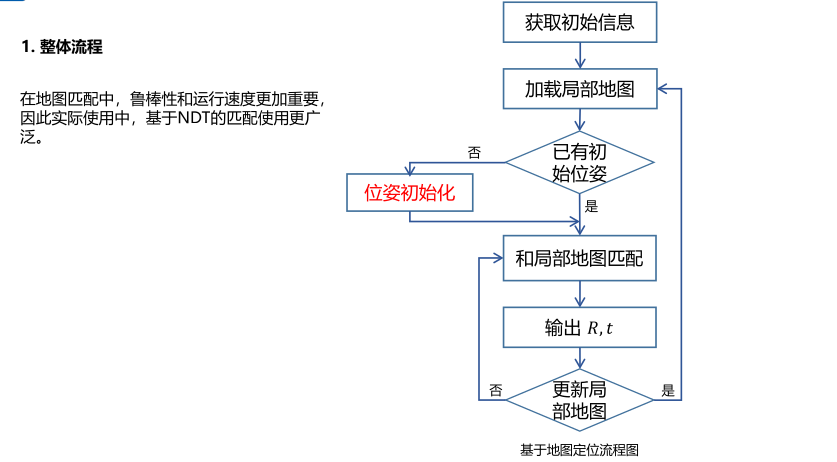 1. 整体流程
在地图匹配中，鲁棒性和运行速度更加重要，
因此实际使用中，基于NDT的匹配使用更广
泛。
获取初始信息
加载局部地图
已有初
始位姿
否
位姿初始化
是
和局部地图匹配
输出 R,t
更新局
部地图
否
是
基于地图定位流程图